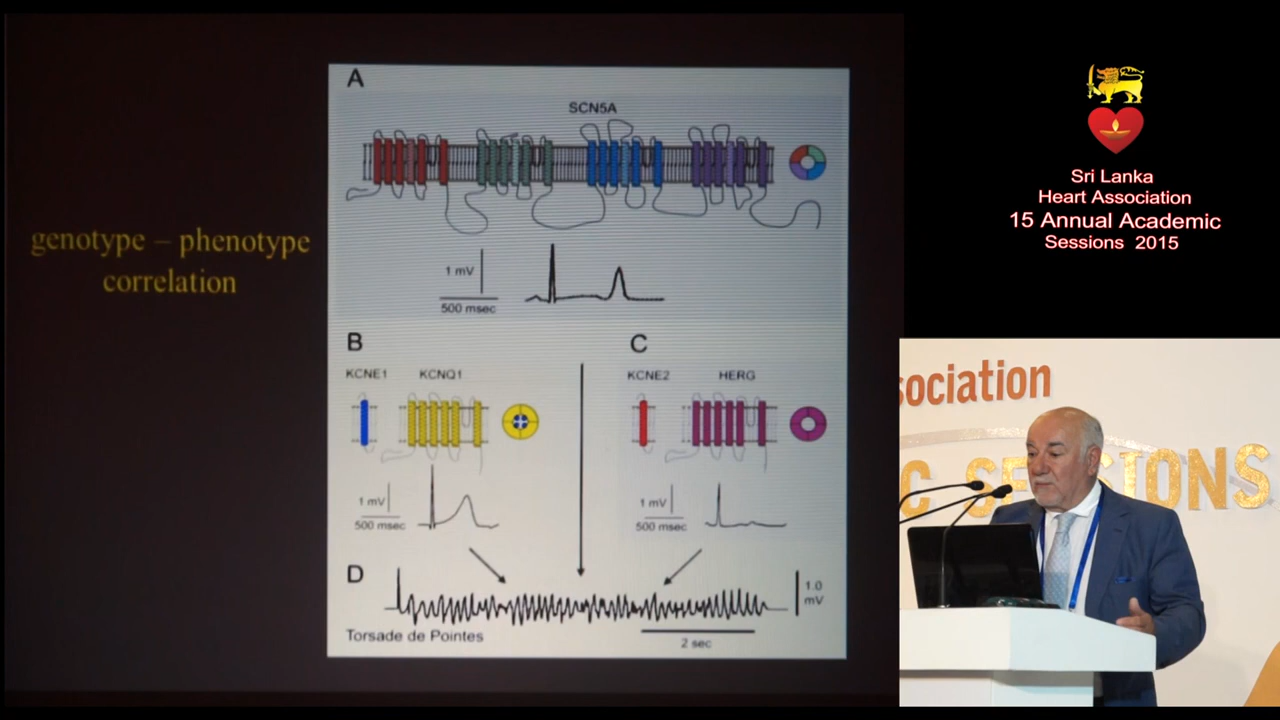 genotype – phenotype
correlation
A
SCN5A
1 mV
500 msec
B
KCNE1
KCNQ1
1 mV
500 msec
C
KCNE2
HERG
1 mV
500 msec
D
1.0
mV
Torsade de Pointes
2 sec
Sri Lanka
Heart Association
15 Annual Academic
Sessions 2015
sociation
C SESSIONS